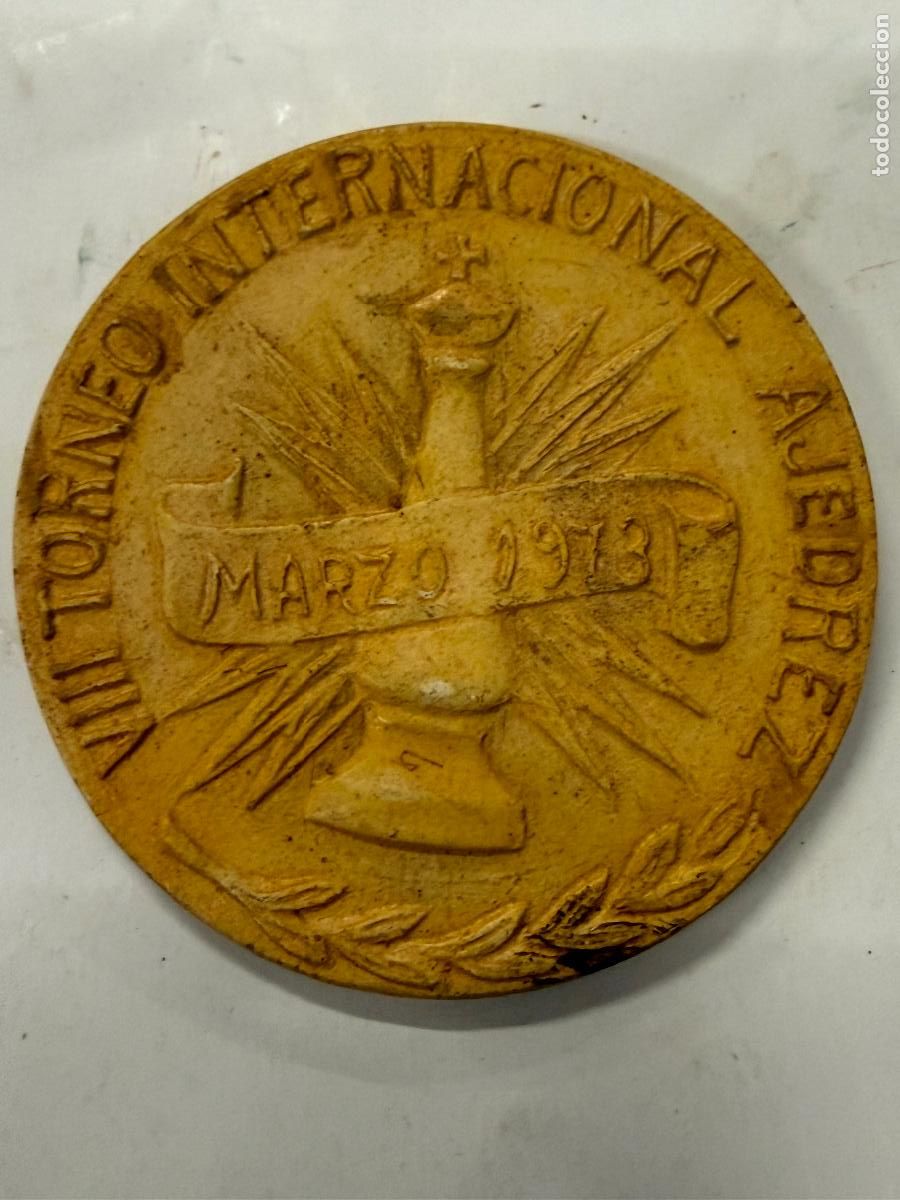 VIII TORNEO INTERNACIONAL AJEDREZ
MARZO 1973
todocoleccion